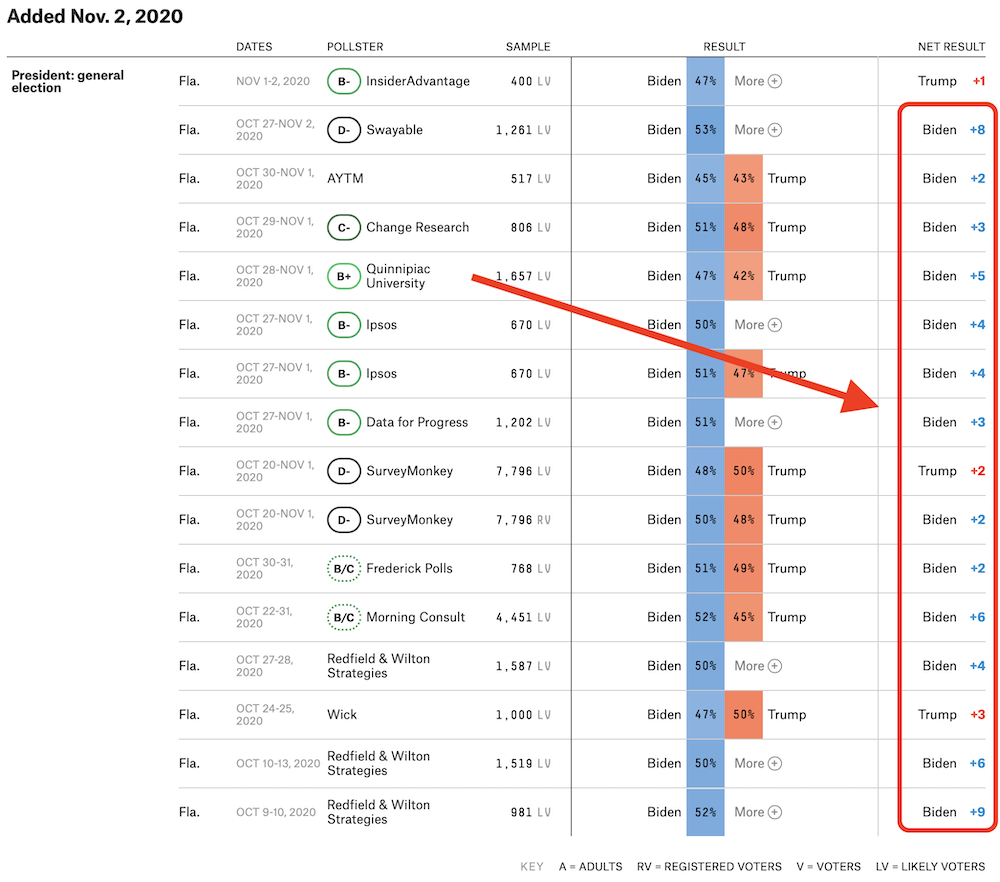 Added Nov. 2, 2020
DATES POLLSTER SAMPLE RESULT NET RESULT
President: general
election
Fla. NOV 1-2, 2020 B- InsiderAdvantage 400 LV Biden 47% More + Trump +1
Fla. OCT 27-NOV 2,
2020 D- Swayable 1,261 LV Biden 53% More + Biden +8
Fla. OCT 30-NOV 1,
2020 AYTM 517 LV Biden 45% 43% Trump Biden +2
Fla. OCT 29-NOV 1,
2020 C- Change Research 806 LV Biden 51% 48% Trump Biden +3
Fla. OCT 28-NOV 1,
2020 B+ Quinnipiac
University 1,657 LV Biden 47% 42% Trump Biden +5
Fla. OCT 27-NOV 1,
2020 B- Ipsos 670 LV Biden 50% More + Biden +4
Fla. OCT 27-NOV 1,
2020 B- Ipsos 670 LV Biden 51% 47% Trump Biden +4
Fla. OCT 27-NOV 1,
2020 B- Data for Progress 1,202 LV Biden 51% More + Biden +3
Fla. OCT 20-NOV 1,
2020 D- SurveyMonkey 7,796 LV Biden 48% 50% Trump Trump +2
Fla. OCT 20-NOV 1,
2020 D- SurveyMonkey 7,796 RV Biden 50% 48% Trump Biden +2
Fla. OCT 30-31,
2020 B/C Frederick Polls 768 LV Biden 51% 49% Trump Biden +2
Fla. OCT 22-31,
2020 B/C Morning Consult 4,451 LV Biden 52% 45% Trump Biden +6
Fla. OCT 27-28,
2020 Redfield & Wilton
Strategies 1,587 LV Biden 50% More + Biden +4
Fla. OCT 24-25,
2020 Wick 1,000 LV Biden 47% 50% Trump Trump +3
Fla. OCT 10-13, 2020 Redfield & Wilton
Strategies 1,519 LV Biden 50% More + Biden +6
Fla. OCT 9-10, 2020 Redfield & Wilton
Strategies 981 LV Biden 52% More + Biden +9
KEY A = ADULTS RV = REGISTERED VOTERS V = VOTERS LV = LIKELY VOTERS